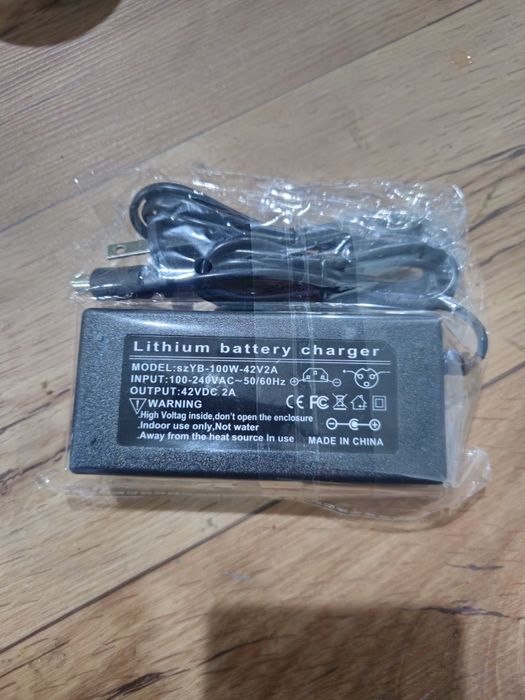 Lithium battery charger
MODEL:szYB-100W-42V2A
INPUT:100-240VAC~50/60Hz
OUTPUT:42VDC 2A
WARNING
.High Voltag inside,don't open the enclosure
.Indoor use only,Not water
.Away from the heat source In use
CE FC
MADE IN CHINA